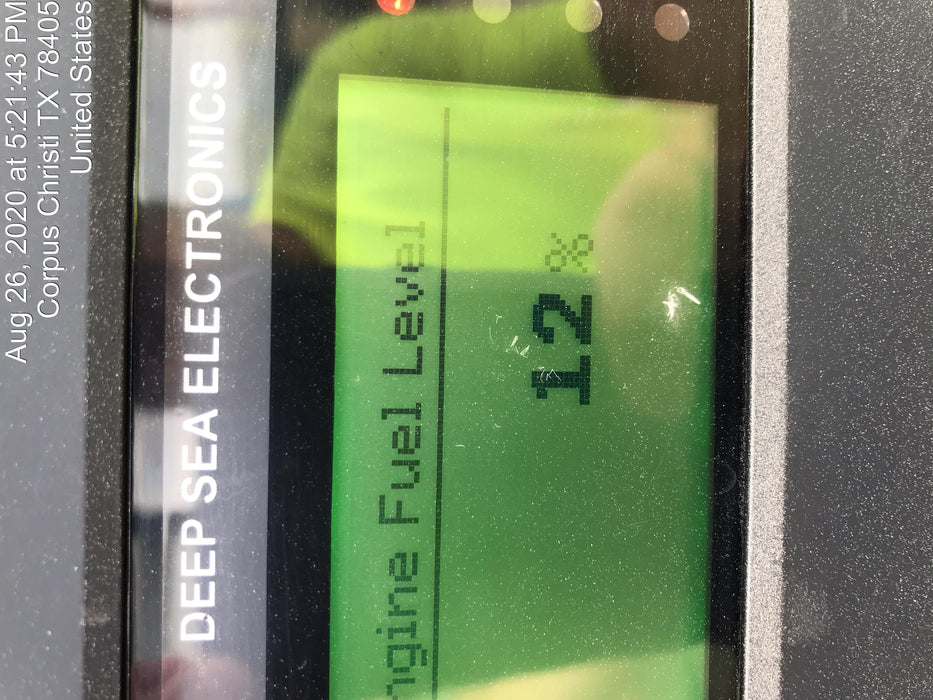 Aug 26, 2020 at 5:21:43 PM
Corpus Christi TX 78405
United States
DEEP SEA ELECTRONICS
ngine Fuel Level
12 %